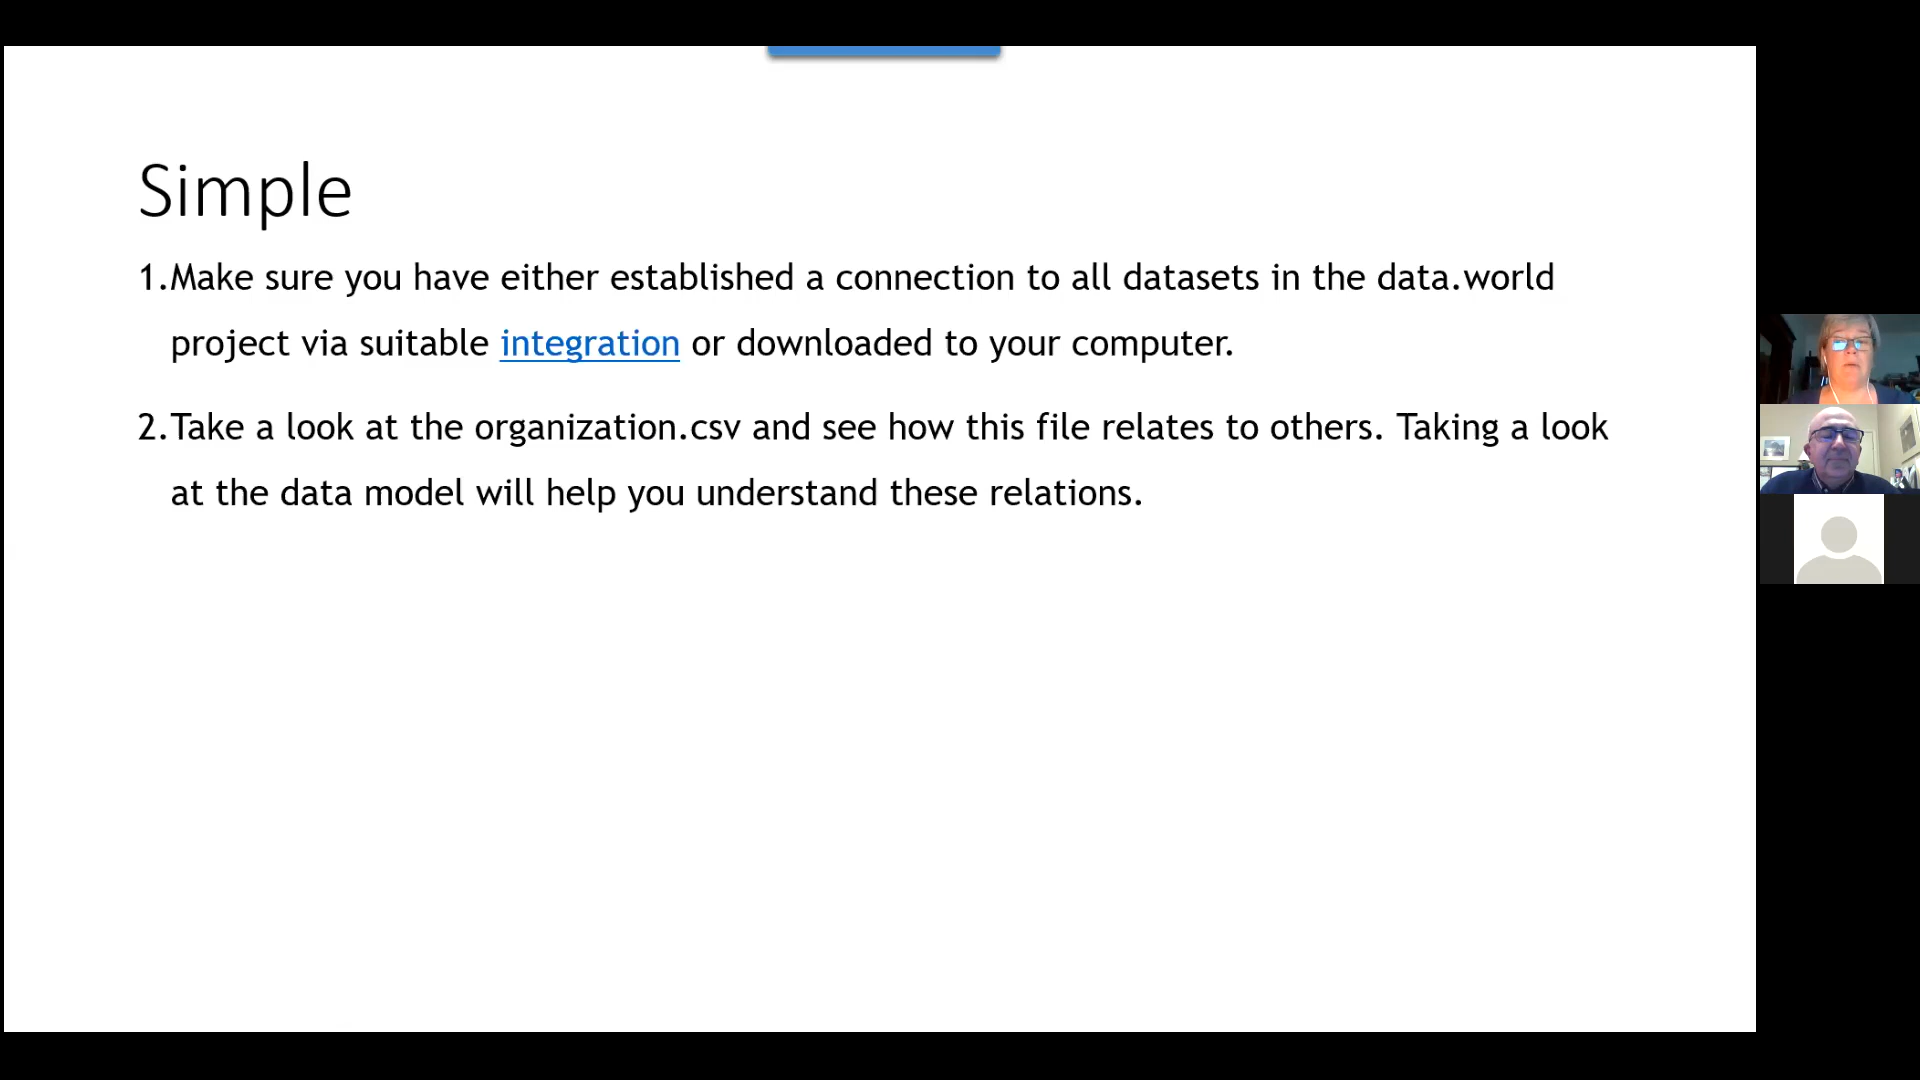 Simple
1.Make sure you have either established a connection to all datasets in the data.world
project via suitable integration or downloaded to your computer.
2.Take a look at the organization.csv and see how this file relates to others. Taking a look
at the data model will help you understand these relations.